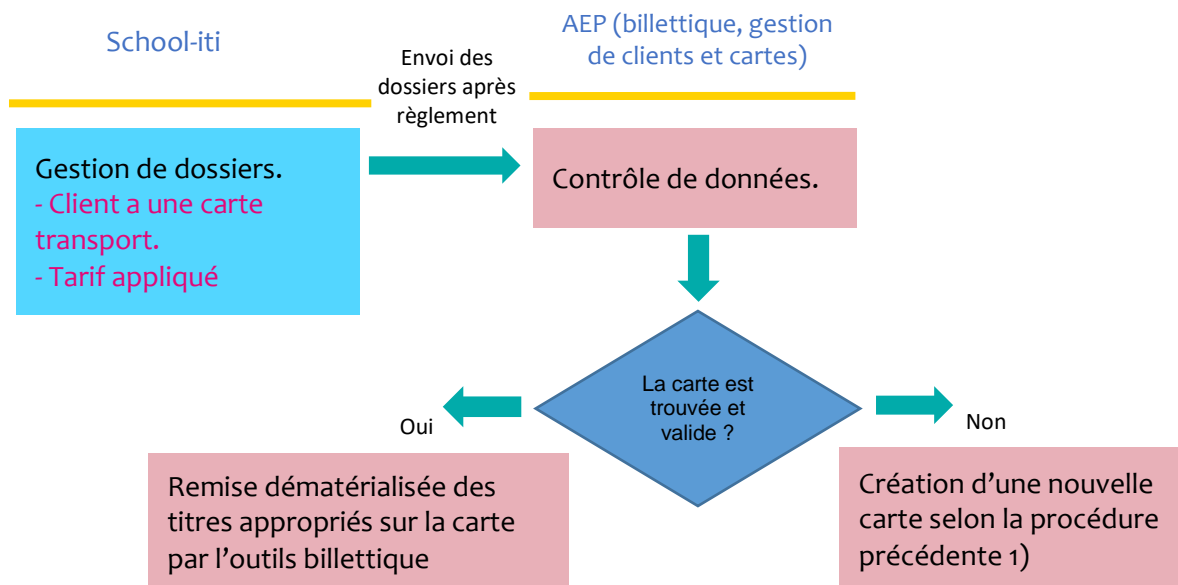 School-iti
Envoi des
dossiers après
règlement
AEP (billettique, gestion
de clients et cartes)
Gestion de dossiers.
- Client a une carte
transport.
- Tarif appliqué
Contrôle de données.
La carte est
trouvée et
valide ?
Oui
Non
Remise dématérialisée des
titres appropriés sur la carte
par l’outils billettique
Création d’une nouvelle
carte selon la procédure
précédente 1)